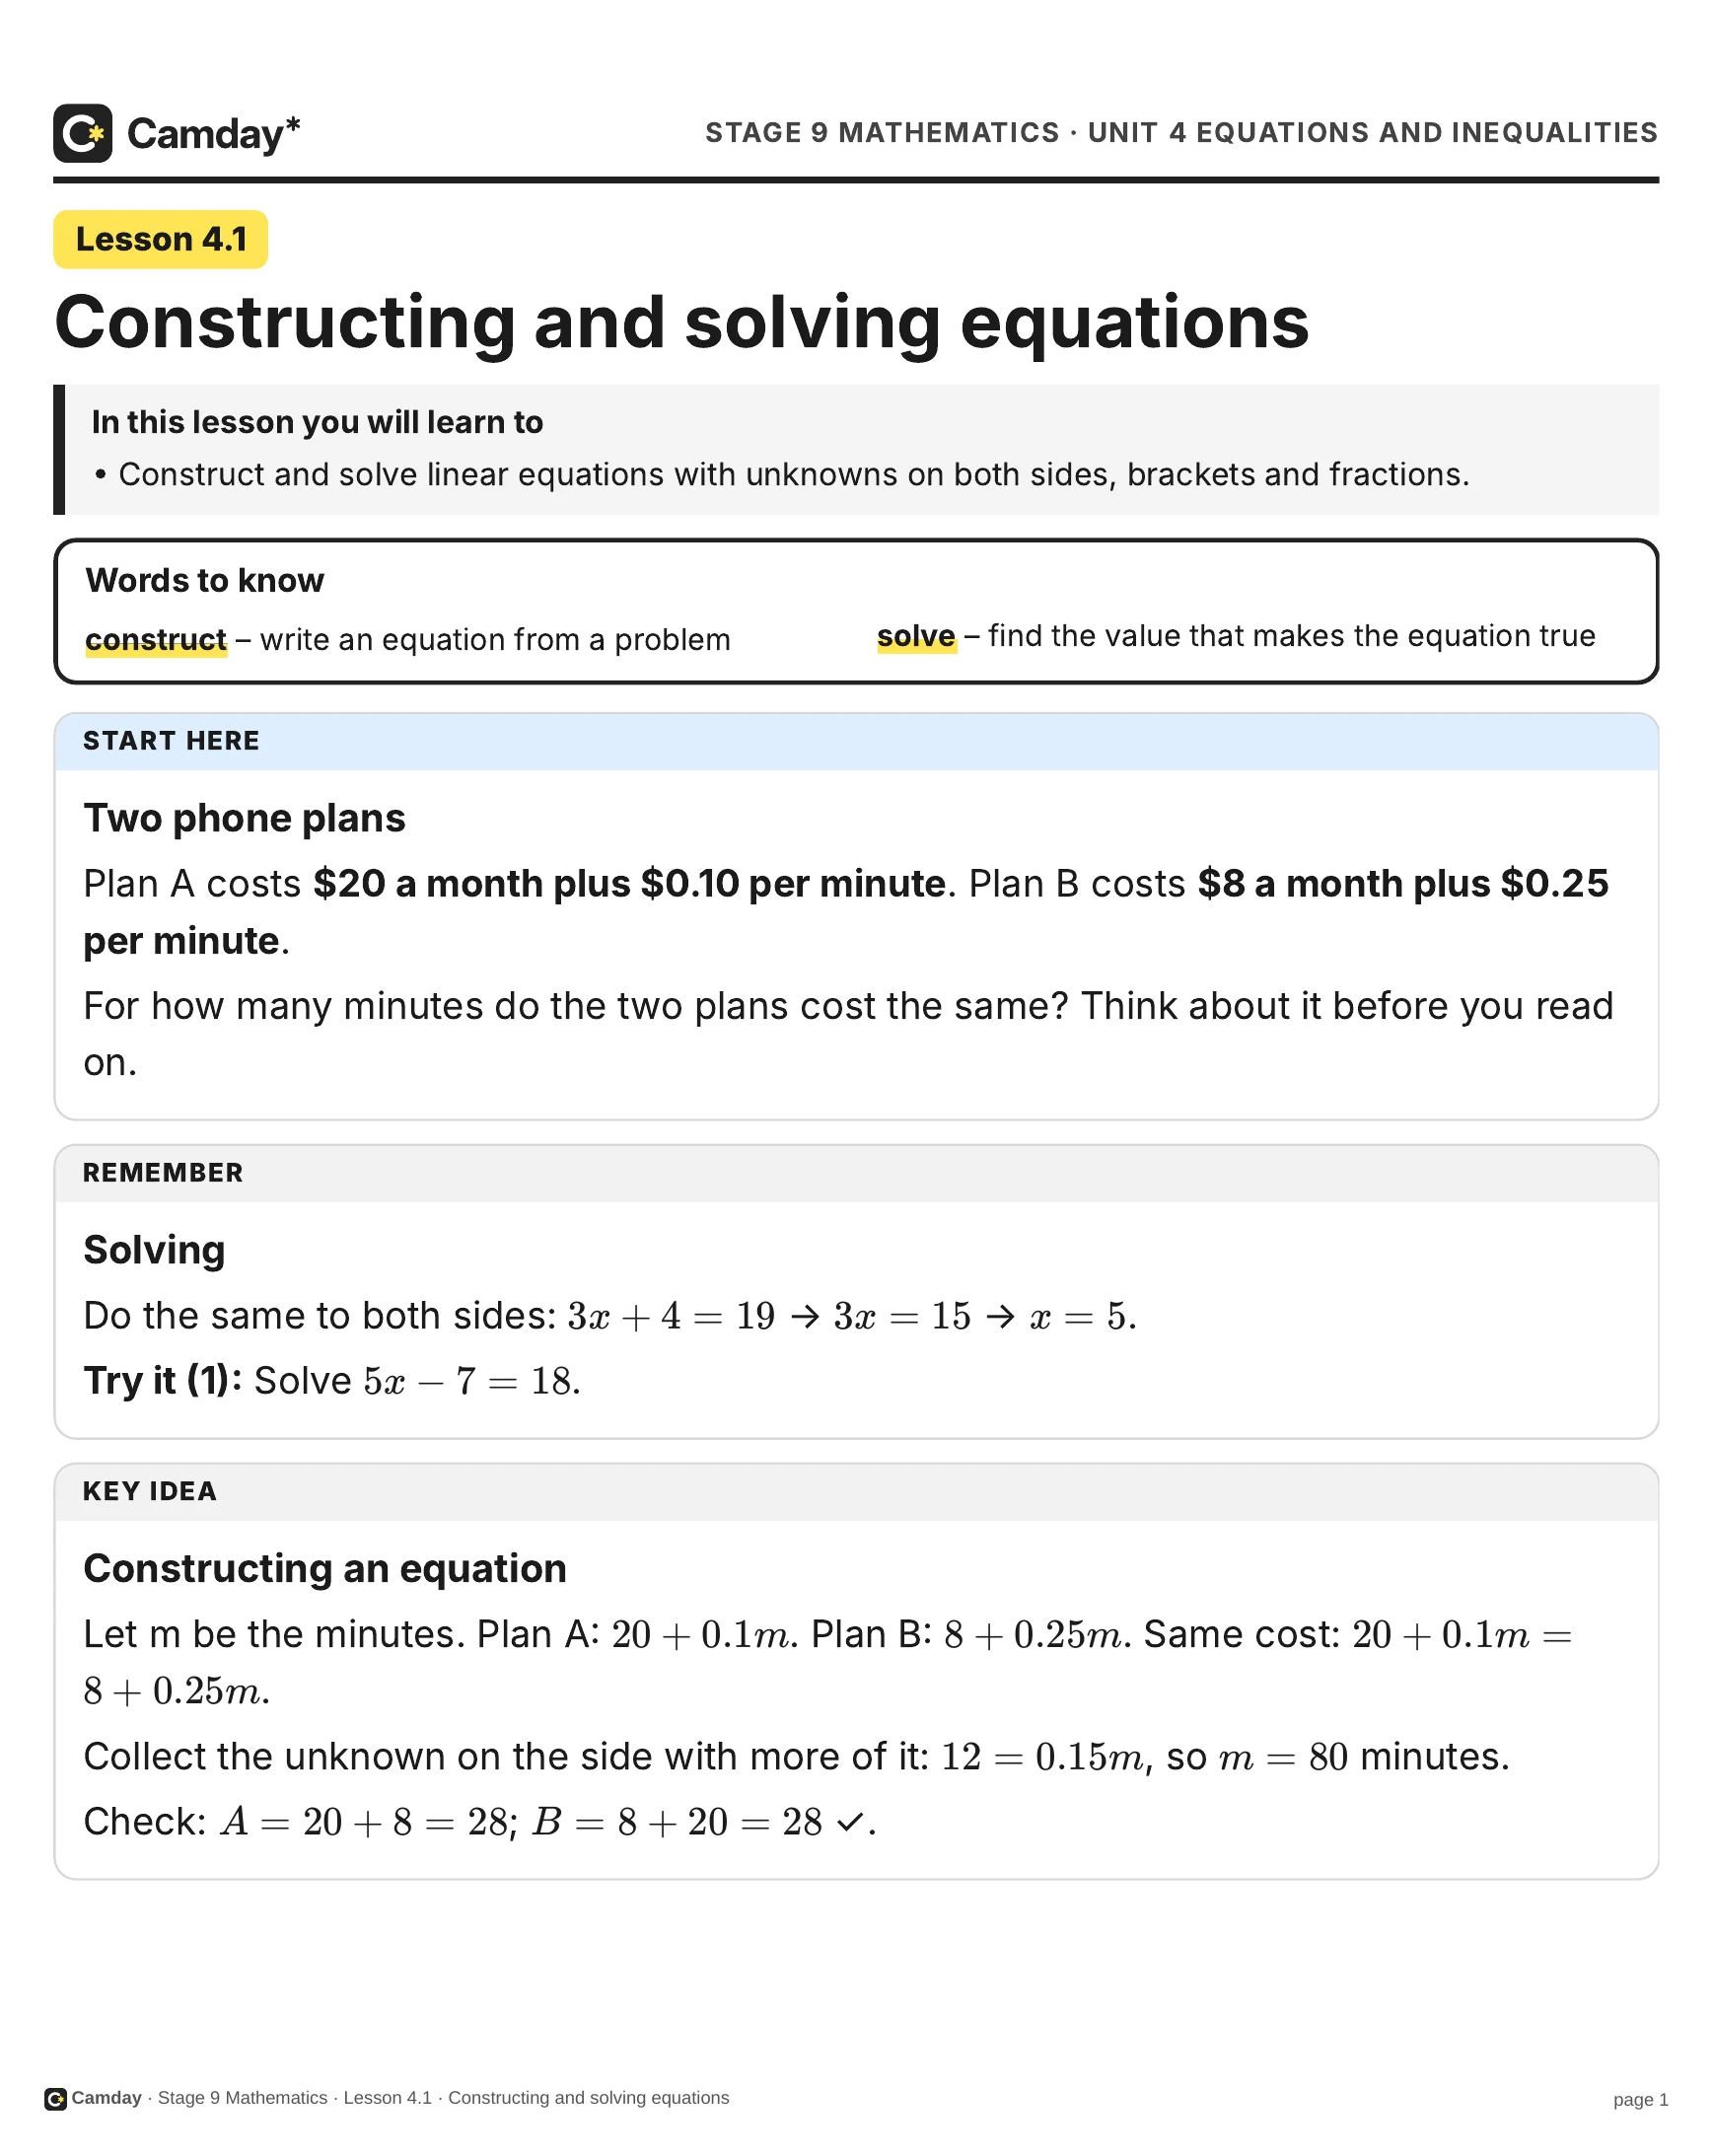 Camday*
STAGE 9 MATHEMATICS · UNIT 4 EQUATIONS AND INEQUALITIES
Lesson 4.1
Constructing and solving equations
In this lesson you will learn to
• Construct and solve linear equations with unknowns on both sides, brackets and fractions.
Words to know
construct – write an equation from a problem
solve – find the value that makes the equation true
START HERE
Two phone plans
Plan A costs $20 a month plus $0.10 per minute. Plan B costs $8 a month plus $0.25
per minute.
For how many minutes do the two plans cost the same? Think about it before you read
on.
REMEMBER
Solving
Do the same to both sides: 3x + 4 = 19 → 3x = 15 → x = 5.
Try it (1): Solve 5x − 7 = 18.
KEY IDEA
Constructing an equation
Let m be the minutes. Plan A: 20 + 0.1m. Plan B: 8 + 0.25m. Same cost: 20 + 0.1m =
8 + 0.25m.
Collect the unknown on the side with more of it: 12 = 0.15m, so m = 80 minutes.
Check: A = 20 + 8 = 28; B = 8 + 20 = 28 ✓.
Camday · Stage 9 Mathematics · Lesson 4.1 · Constructing and solving equations
page 1